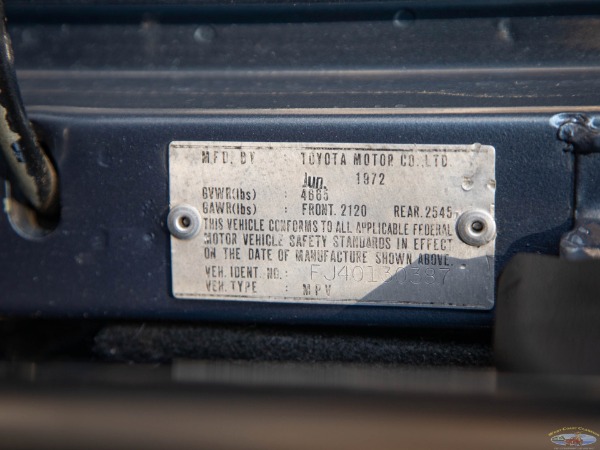 MFD. BY : TOYOTA MOTOR CO.,LTD.
Jun. 1972
GVWR(lbs) : 4665
GAWR(lbs) : FRONT. 2120 REAR. 2545
THIS VEHICLE CONFORMS TO ALL APPLICABLE FEDERAL
MOTOR VEHICLE SAFETY STANDARDS IN EFFECT
ON THE DATE OF MANUFACTURE SHOWN ABOVE.
VEH. IDENT. NO. :
VEH. TYPE : M P V